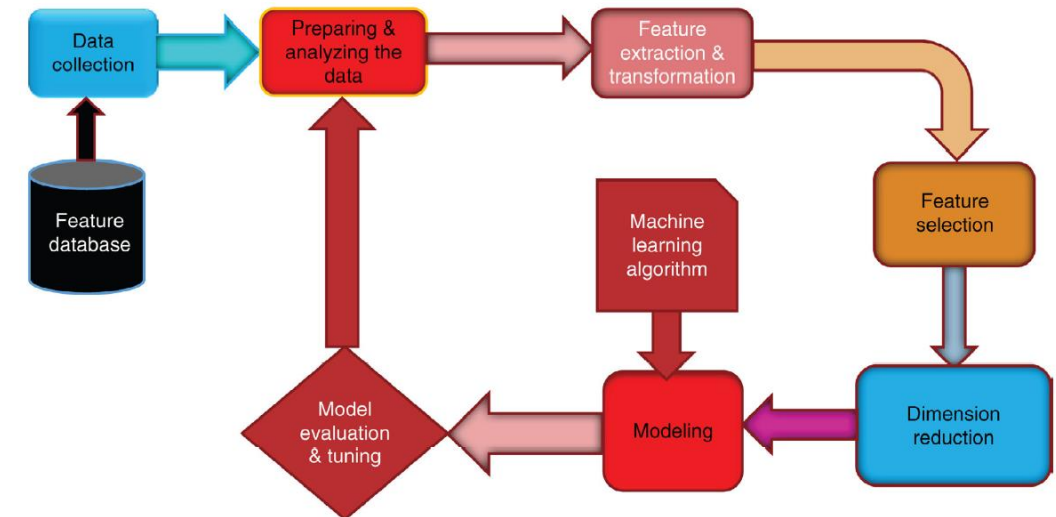 Data
collection
Preparing &
analyzing the
data
Feature
extraction &
transformation
Feature
database
Machine
learning
algorithm
Feature
selection
Model
evaluation
& tuning
Modeling
Dimension
reduction